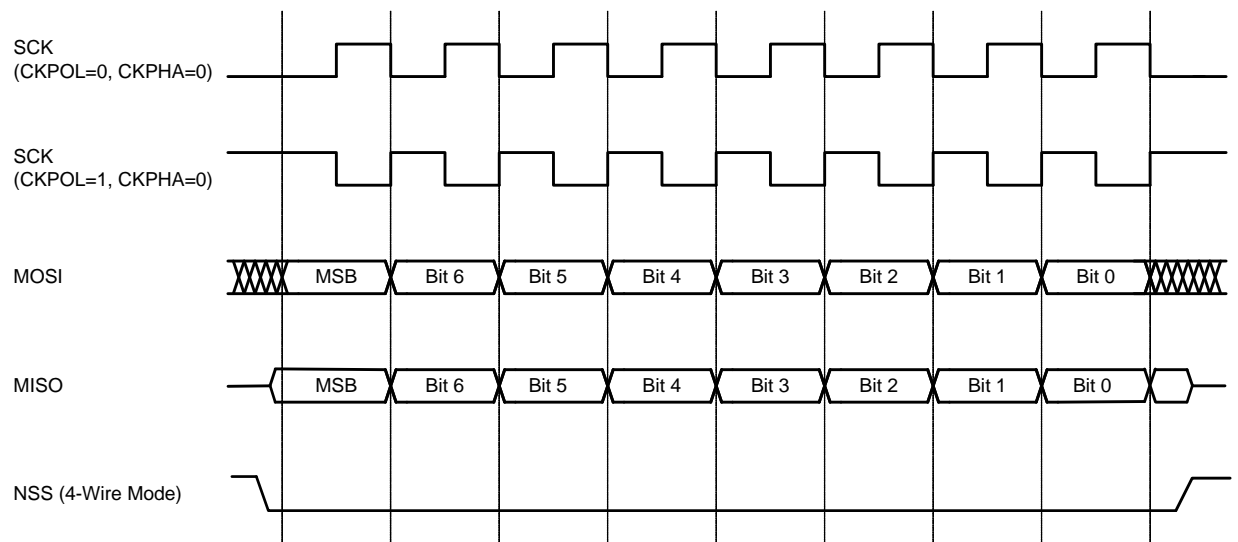 SCK
(CKPOL=0, CKPHA=0)
SCK
(CKPOL=1, CKPHA=0)
MOSI
MSB Bit 6 Bit 5 Bit 4 Bit 3 Bit 2 Bit 1 Bit 0
MISO
MSB Bit 6 Bit 5 Bit 4 Bit 3 Bit 2 Bit 1 Bit 0
NSS (4-Wire Mode)